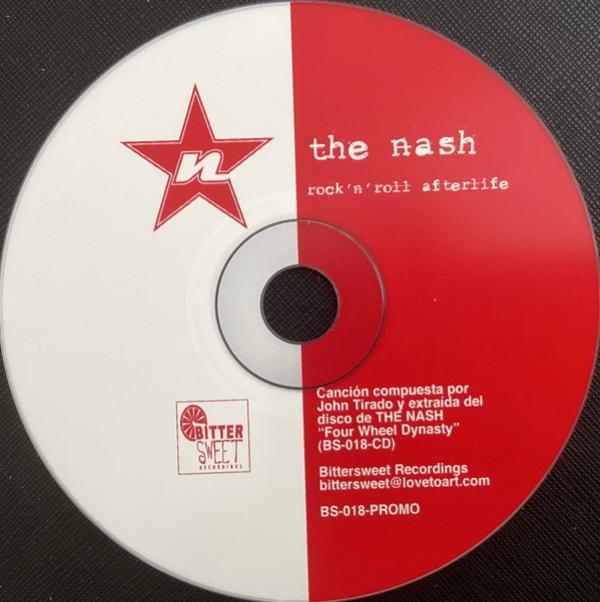 n
the nash
rock'n'roll afterlife
Canción compuesta por
John Tirado y extraida del
disco de THE NASH
"Four Wheel Dynasty"
(BS-018-CD)
Bittersweet Recordings
bittersweet@lovetoart.com
BS-018-PROMO
BITTER
SWEET
RECORDINGS